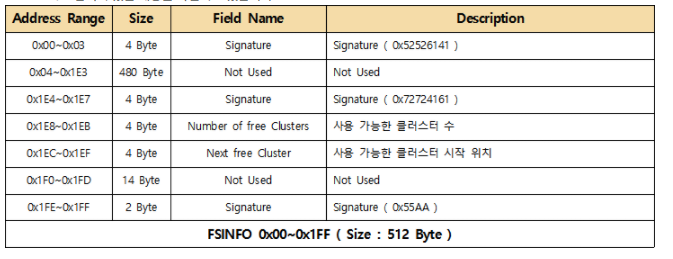 Address Range Size Field Name Description
0x00~0x03 4 Byte Signature Signature ( 0x52526141 )
0x04~0x1E3 480 Byte Not Used Not Used
0x1E4~0x1E7 4 Byte Signature Signature ( 0x72724161 )
0x1E8~0x1EB 4 Byte Number of free Clusters 사용 가능한 클러스터 수
0x1EC~0x1EF 4 Byte Next free Cluster 사용 가능한 클러스터 시작 위치
0x1F0~0x1FD 14 Byte Not Used Not Used
0x1FE~0x1FF 2 Byte Signature Signature ( 0x55AA )
FSINFO 0x00~0x1FF ( Size : 512 Byte )